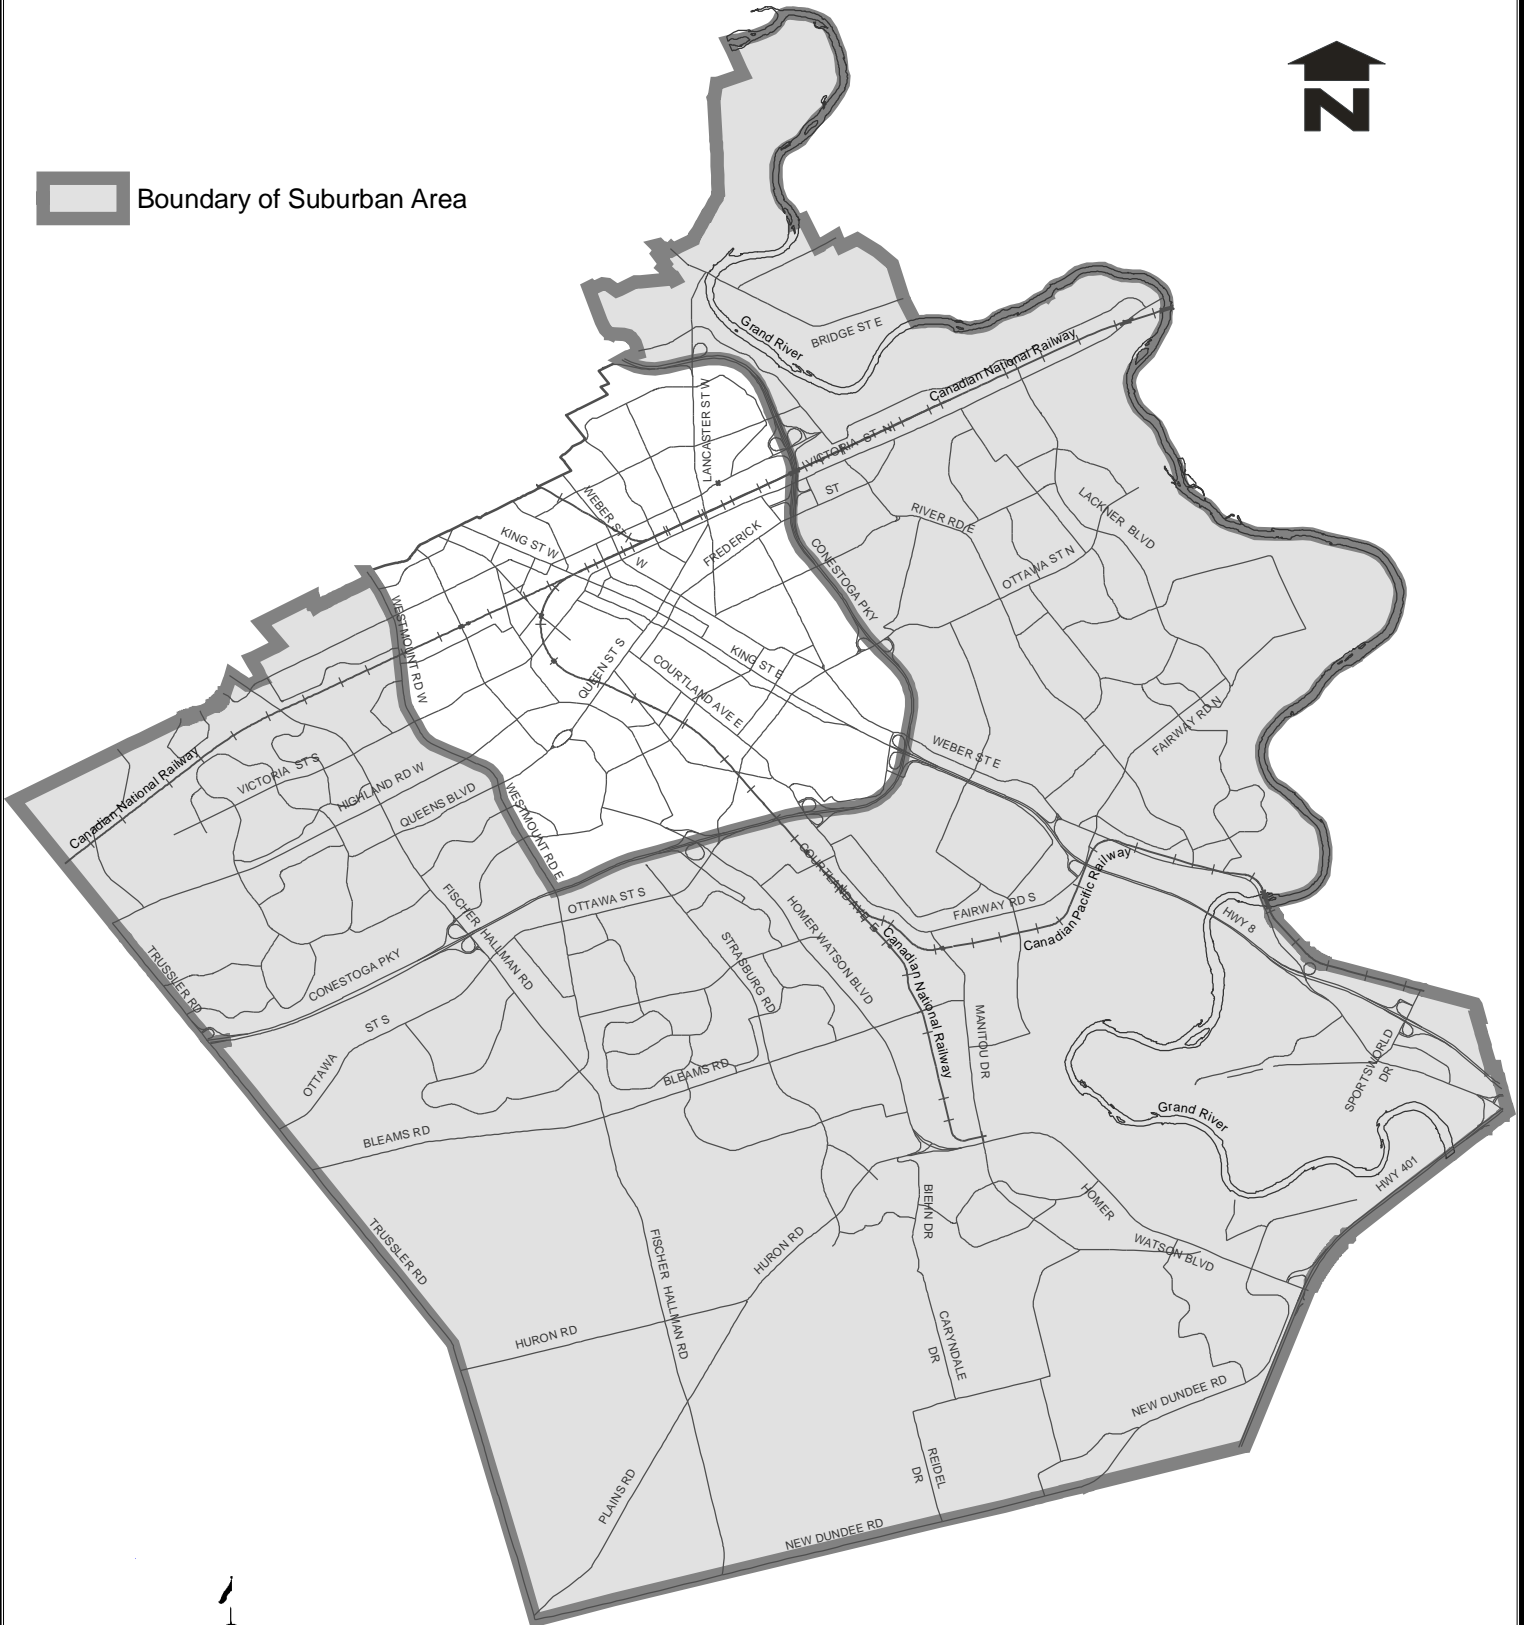 N
Boundary of Suburban Area
Grand River
BRIDGE ST E
Canadian National Railway
LANCASTER ST W
VICTORIA ST N
ST
WEBER ST
W
KING ST W
FREDERICK
RIVER RD E
LACKNER BLVD
OTTAWA ST N
CONESTOGA PKY
WESTMOUNT RD W
QUEEN ST S
KING ST E
COURTLAND AVE E
FAIRWAY RD N
WEBER ST E
Canadian National Railway
VICTORIA ST S
HIGHLAND RD W
QUEENS BLVD
WESTMOUNT RD E
COURTLAND AVE E
Canadian Pacific Railway
FAIRWAY RD S
HWY 8
OTTAWA ST S
FISCHER HALLMAN RD
HOMER WATSON BLVD
STRASBURG RD
Canadian National Railway
TRUSSLER RD
CONESTOGA PKY
OTTAWA
ST S
MANITOU DR
SPORTSWORLD
DR
BLEAMS RD
BLEAMS RD
Grand River
HWY 401
HOMER
WATSON BLVD
BIEHN DR
TRUSSLER RD
FISCHER HALLMAN RD
HURON RD
HURON RD
CARYNDALE
DR
NEW DUNDEE RD
REIDEL
DR
PLAINS RD
NEW DUNDEE RD